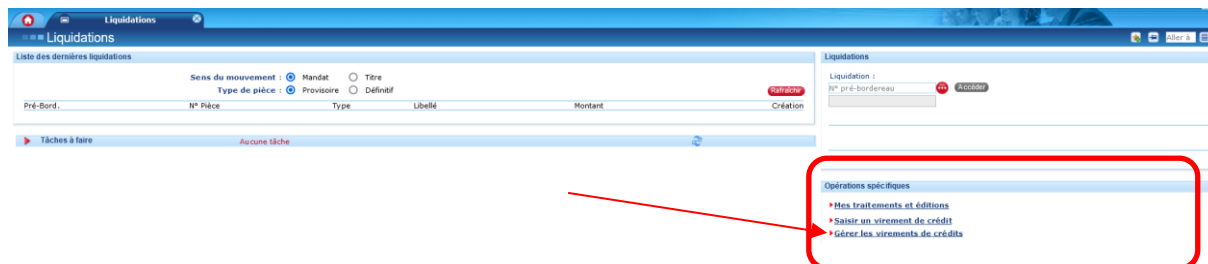 Liquidations
Liquidations
Aller à
Liste des dernières liquidations
Sens du mouvement : Mandat Titre
Type de pièce : Provisoire Définitif
Rafraîchir
Pré-Bord. N° Pièce Type Libellé Montant Création
Tâches à faire Aucune tâche
Liquidations
Liquidation :
N° pré-bordereau Accéder
Opérations spécifiques
Mes traitements et éditions
Saisir un virement de crédit
Gérer les virements de crédits